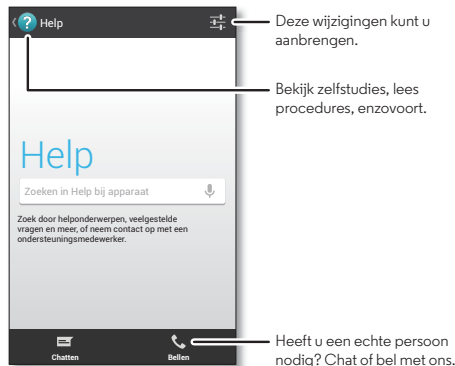 Help
Deze wijzigingen kunt u
aanbrengen.
Bekijk zelfstudies, lees
procedures, enzovoort.
Help
Zoeken in Help bij apparaat
Zoek door helponderwerpen, veelgestelde
vragen en meer, of neem contact op met een
ondersteuningsmedewerker.
Chatten
Bellen
Heeft u een echte persoon
nodig? Chat of bel met ons.